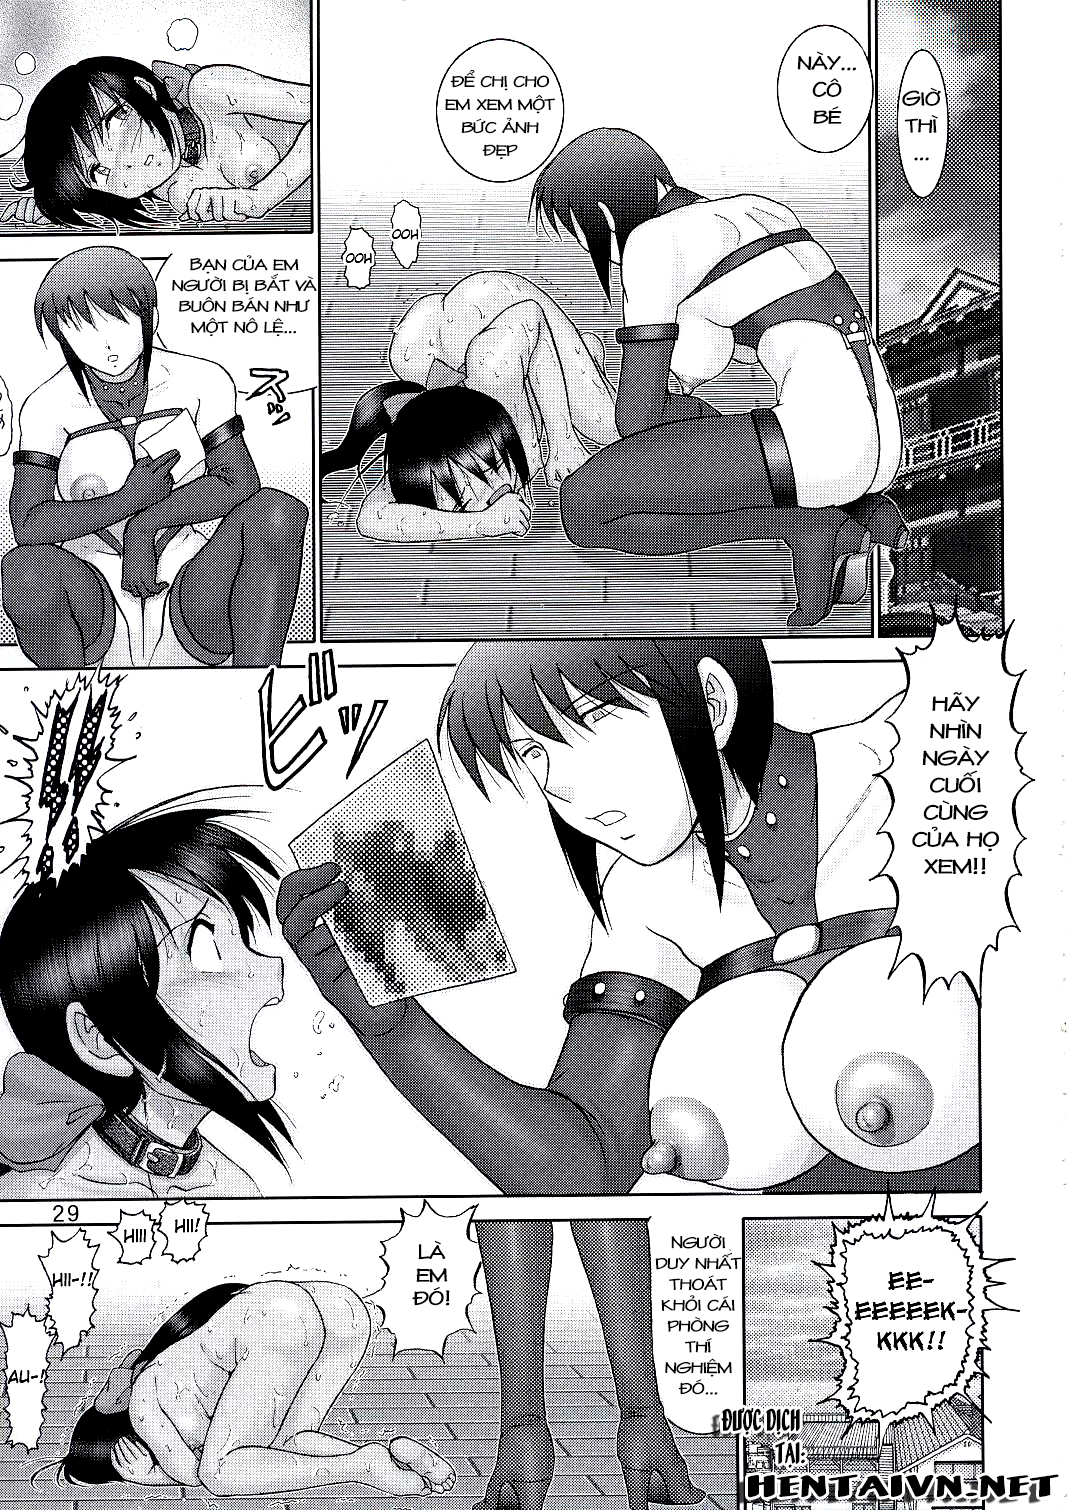 GIỜ
THÌ
...
NÀY...
CÔ
BÉ
ĐỂ CHỊ CHO
EM XEM MỘT
BỨC ẢNH
ĐẸP
OOH
OOH
BẠN CỦA EM
NGƯỜI BỊ BẮT VÀ
BUÔN BÁN NHƯ
MỘT NÔ LỆ...
HÃY
NHÌN
NGÀY
CUỐI
CÙNG
CỦA HỌ
XEM!!
EE-
EEEEEEK-
KKK!!
NGƯỜI
DUY NHẤT
THOÁT
KHỎI CÁI
PHÒNG
THÍ
NGHIỆM
ĐÓ...
LÀ
EM
ĐÓ!
HII!
HIII
HII-!!
AU-!
29
ĐƯỢC DỊCH
TẠI:
HENTAIVN.NET